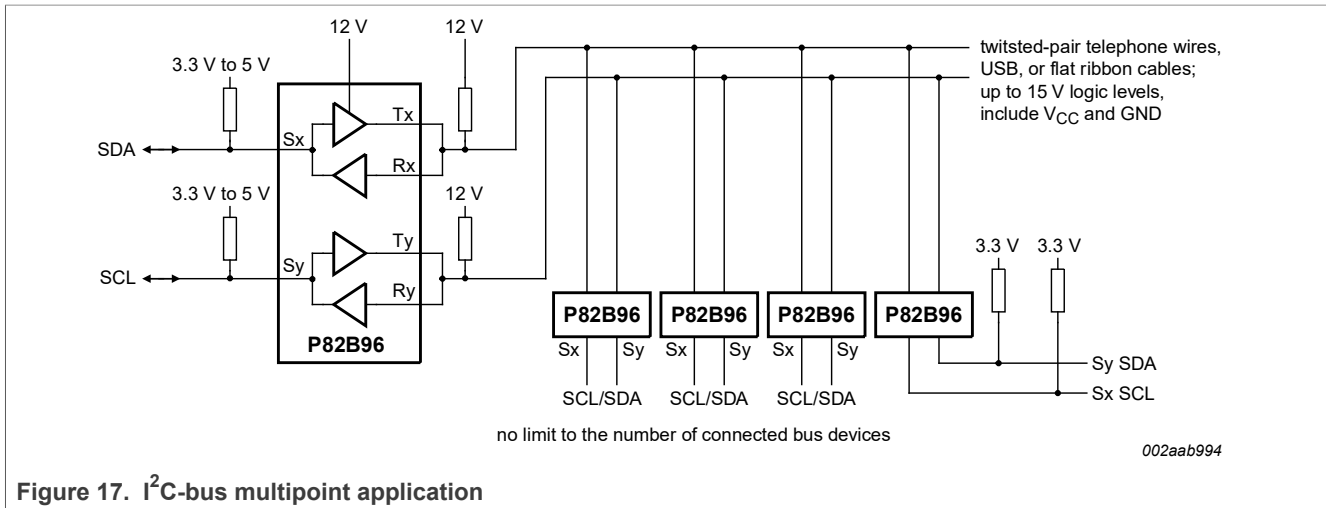 12 V
12 V
3.3 V to 5 V
twitsted-pair telephone wires,
USB, or flat ribbon cables;
up to 15 V logic levels,
include VCC and GND
Tx
Sx
SDA
Rx
3.3 V to 5 V
12 V
Ty
Sy
SCL
Ry
P82B96
3.3 V 3.3 V
P82B96 P82B96 P82B96 P82B96
Sx Sy Sx Sy Sx Sy
Sy SDA
Sx SCL
SCL/SDA SCL/SDA SCL/SDA
no limit to the number of connected bus devices
002aab994
Figure 17. I²C-bus multipoint application